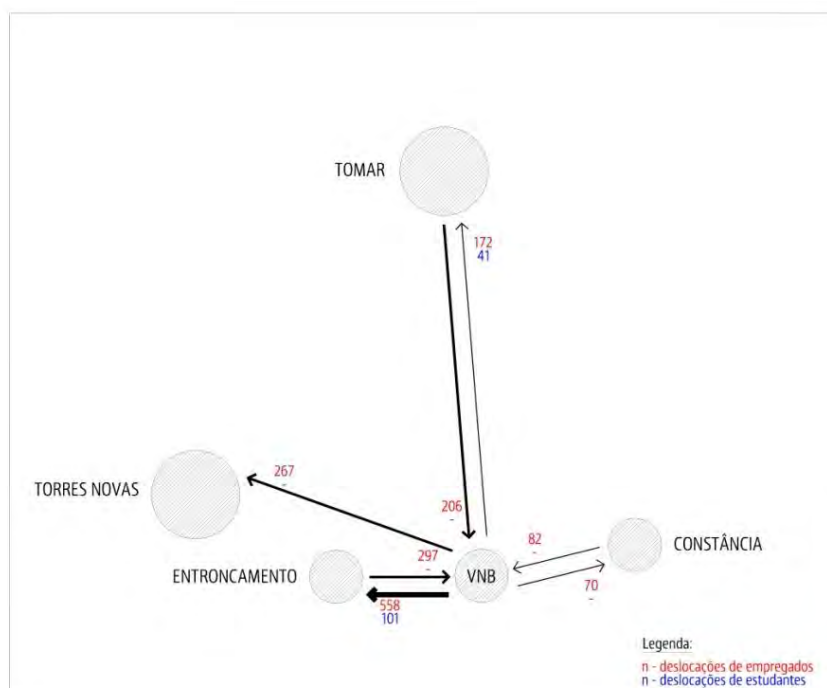 TOMAR
172
41
267
-
TORRES NOVAS
206
-
82
-
CONSTÂNCIA
297
-
ENTRONCAMENTO
VNB
70
-
558
101
Legenda:
n - deslocações de empregados
n - deslocações de estudantes